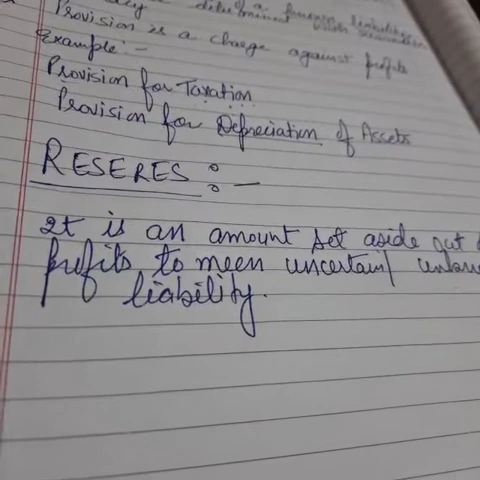 of a
Provision is a charge against profits
Example:-
Provision for Taxation
Provision for Depreciation of Assets
RESERES :-
It is an amount set aside out
profits to meen uncertain/
liability.